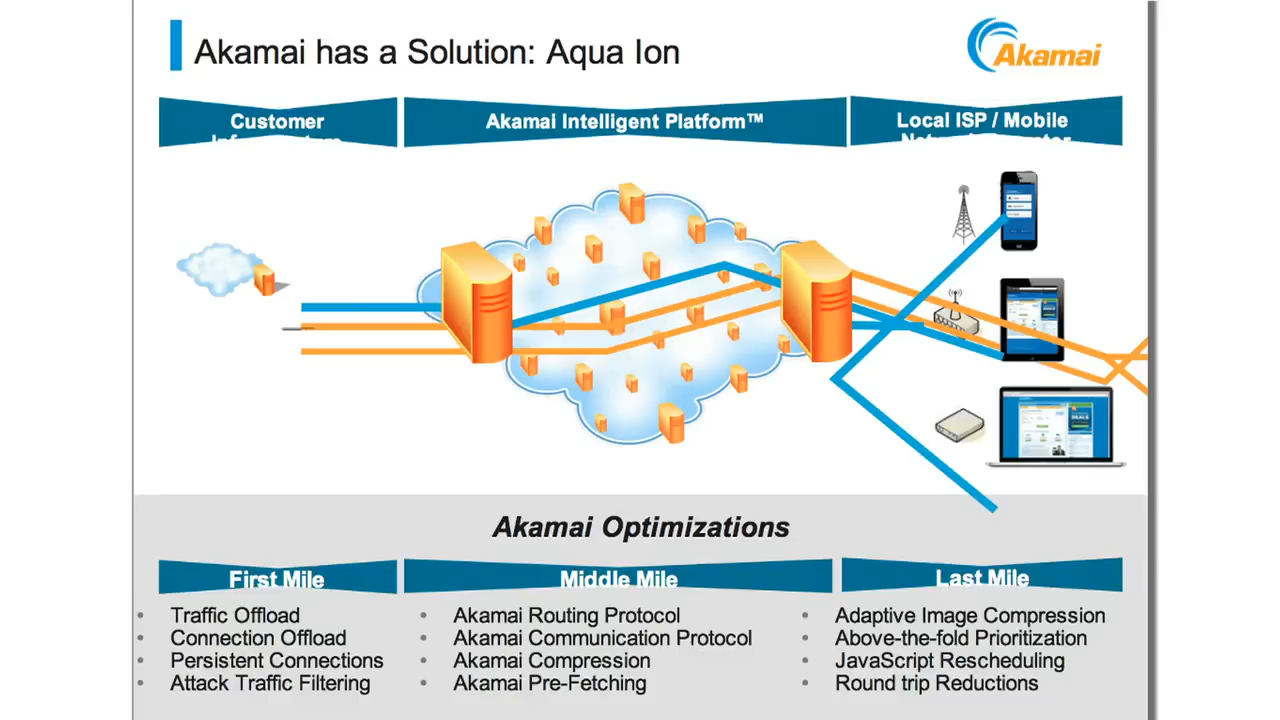 Akamai has a Solution: Aqua Ion
Akamai
Customer
Akamai Intelligent Platform™
Local ISP / Mobile
Akamai Optimizations
First Mile
Middle Mile
Last Mile
• Traffic Offload
• Connection Offload
• Persistent Connections
• Attack Traffic Filtering
• Akamai Routing Protocol
• Akamai Communication Protocol
• Akamai Compression
• Akamai Pre-Fetching
• Adaptive Image Compression
• Above-the-fold Prioritization
• JavaScript Rescheduling
• Round trip Reductions